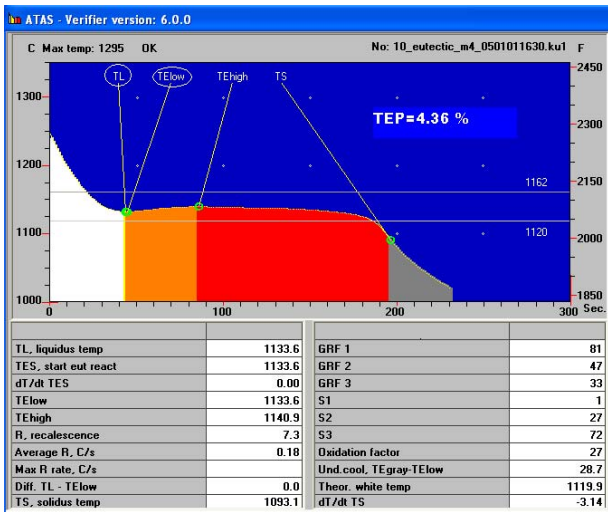 ATAS - Verifier version: 6.0.0
C Max temp: 1295 OK No: 10_eutectic_m4_0501011630.ku1 F
TL TElow TEhigh TS
TEP=4.36 %
2450
1300
2300
1200
2150
1162
1100
1120
2000
1000
1850
0 100 200 300 Sec.
TL, liquidus temp 1133.6 GRF 1 81
TES, start eut react 1133.6 GRF 2 47
dT/dt TES 0.00 GRF 3 33
TElow 1133.6 S1 1
TEhigh 1140.9 S2 27
R, recalescence 7.3 S3 72
Average R, C/s 0.18 Oxidation factor 27
Max R rate, C/s Und.cool, TEgray-TElow 28.7
Diff. TL - TElow 0.0 Theor. white temp 1119.9
TS, solidus temp 1093.1 dT/dt TS -3.14